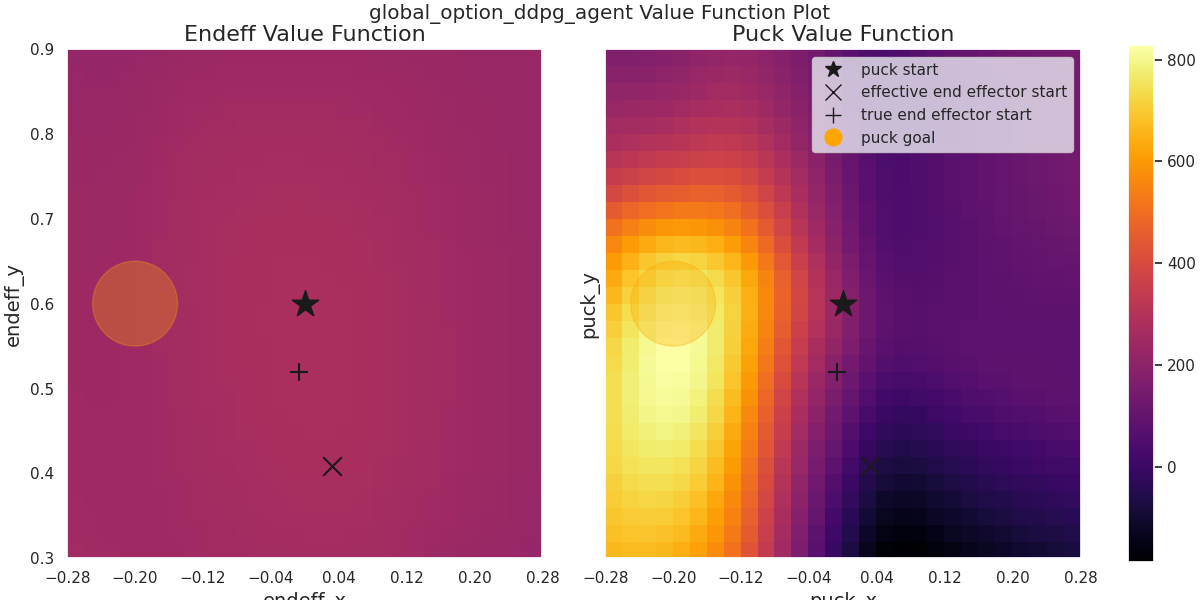 global_option_ddpg_agent Value Function Plot
Endeff Value Function
Puck Value Function
0.9
0.8
0.7
0.6
0.5
0.4
0.3
endeff_y
−0.28 −0.20 −0.12 −0.04 0.04 0.12 0.20 0.28
endeff_x
puck start
effective end effector start
true end effector start
puck goal
puck_y
−0.28 −0.20 −0.12 −0.04 0.04 0.12 0.20 0.28
puck_x
800
600
400
200
0